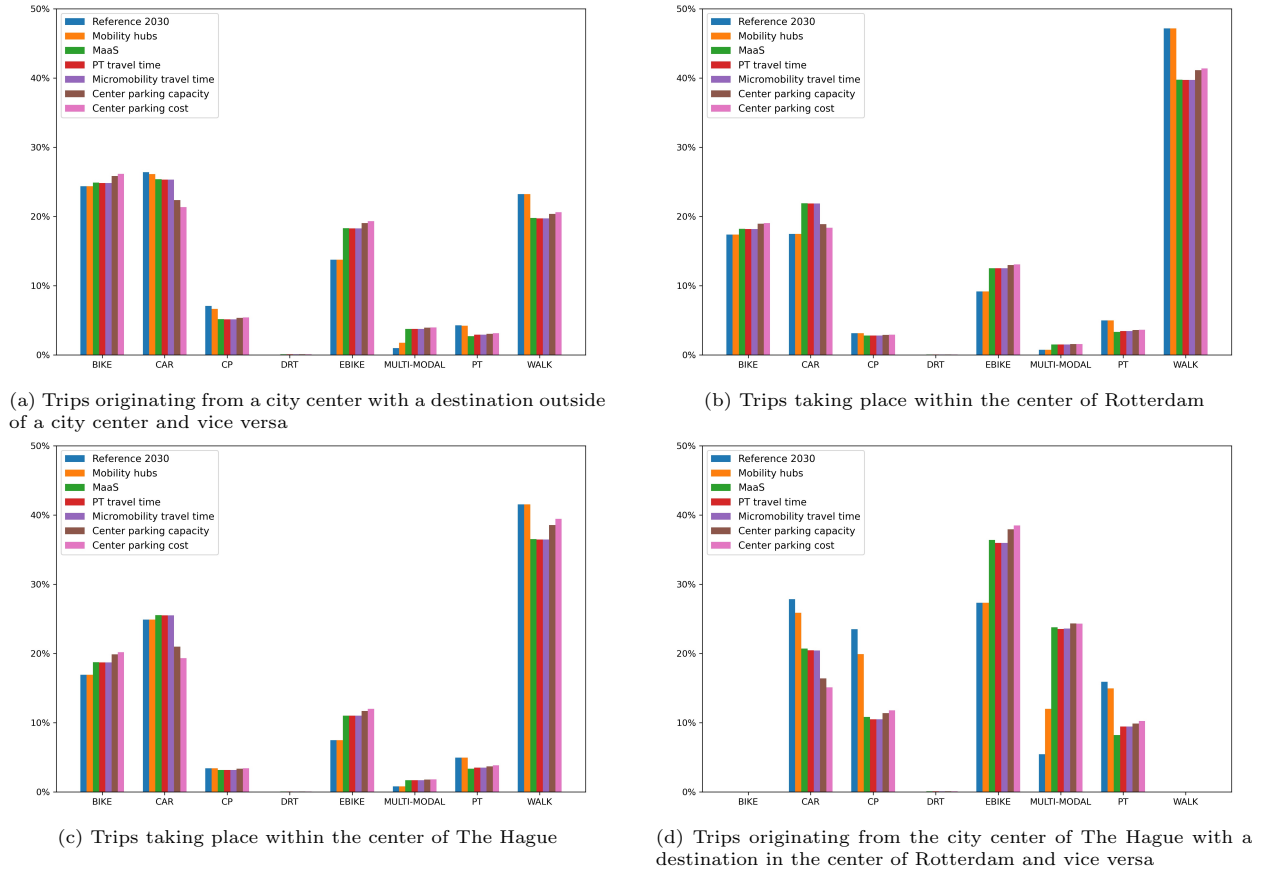 50%
40%
30%
20%
10%
0%
Reference 2030
Mobility hubs
MaaS
PT travel time
Micromobility travel time
Center parking capacity
Center parking cost
BIKE CAR CP DRT EBIKE MULTI-MODAL PT WALK
(a) Trips originating from a city center with a destination outside
of a city center and vice versa
50%
40%
30%
20%
10%
0%
Reference 2030
Mobility hubs
MaaS
PT travel time
Micromobility travel time
Center parking capacity
Center parking cost
BIKE CAR CP DRT EBIKE MULTI-MODAL PT WALK
(b) Trips taking place within the center of Rotterdam
50%
40%
30%
20%
10%
0%
Reference 2030
Mobility hubs
MaaS
PT travel time
Micromobility travel time
Center parking capacity
Center parking cost
BIKE CAR CP DRT EBIKE MULTI-MODAL PT WALK
(c) Trips taking place within the center of The Hague
50%
40%
30%
20%
10%
0%
Reference 2030
Mobility hubs
MaaS
PT travel time
Micromobility travel time
Center parking capacity
Center parking cost
BIKE CAR CP DRT EBIKE MULTI-MODAL PT WALK
(d) Trips originating from the city center of The Hague with a
destination in the center of Rotterdam and vice versa